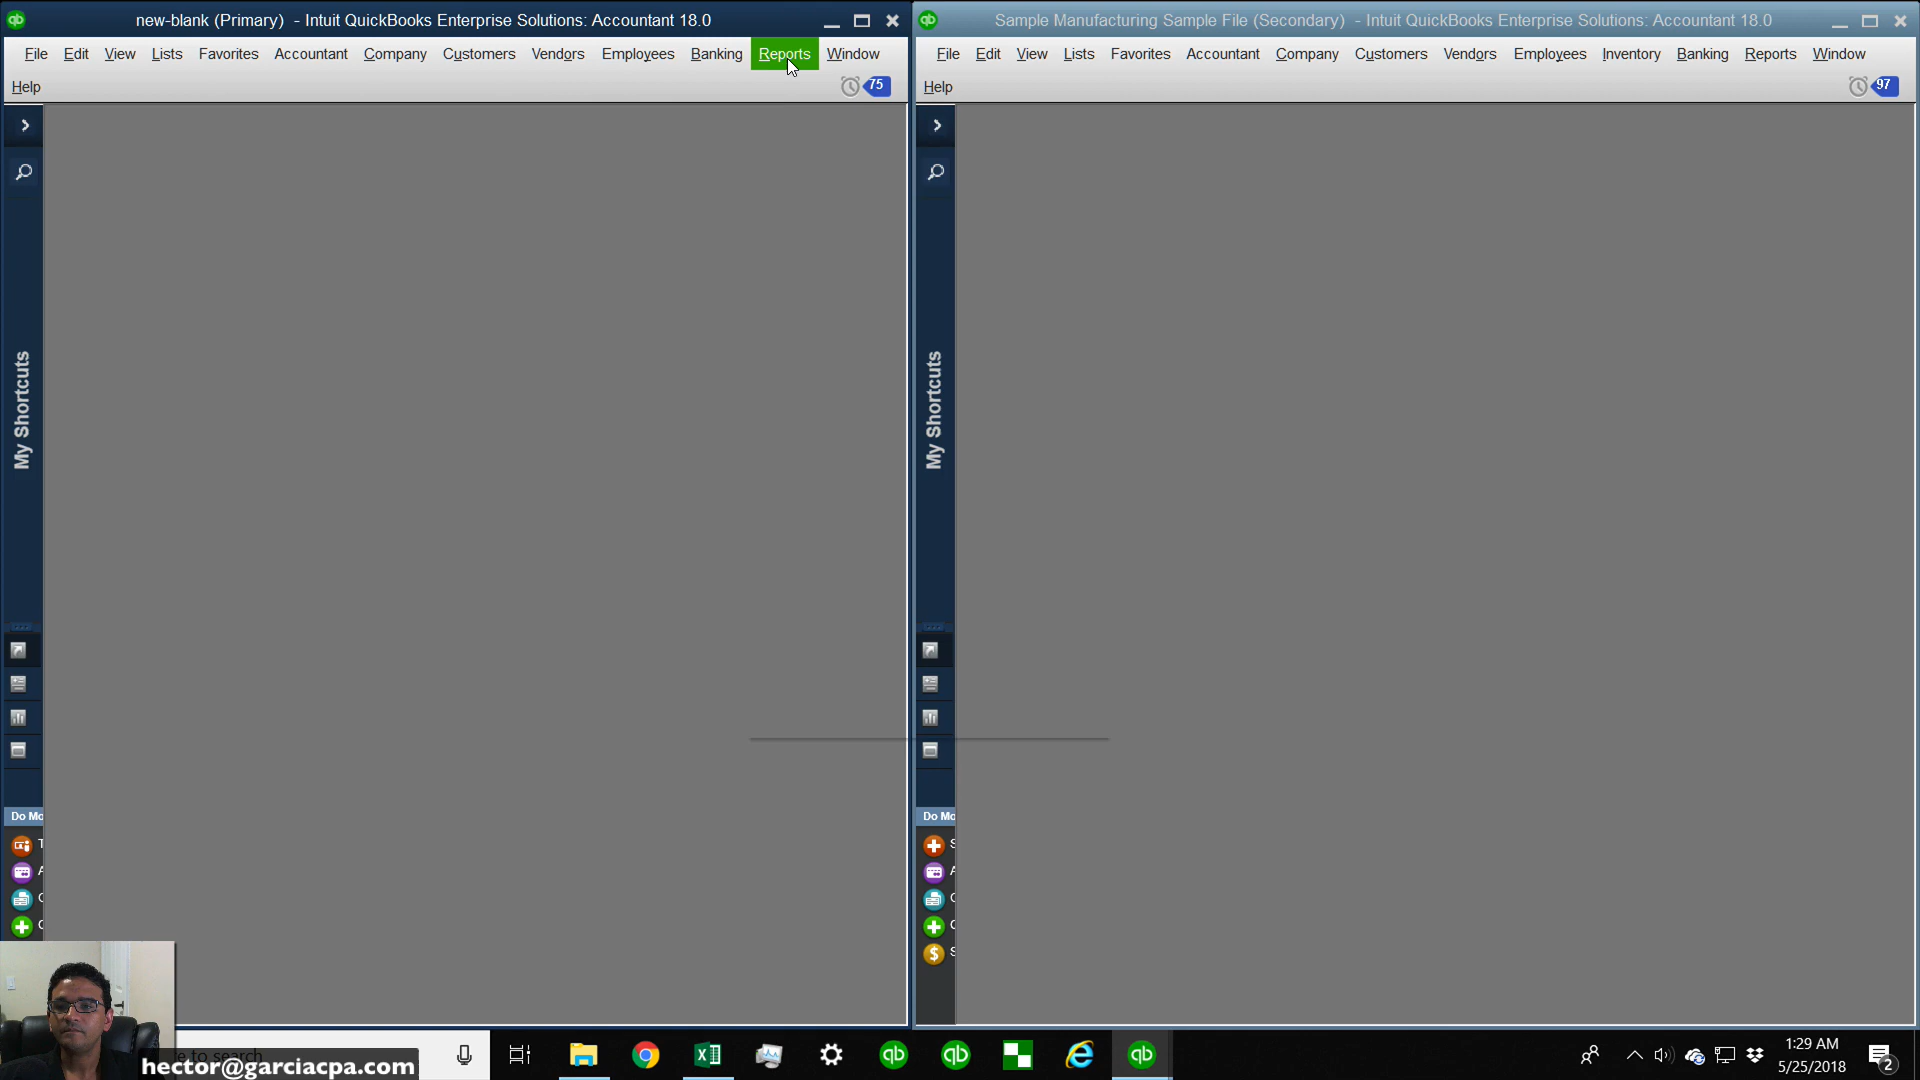 new-blank (Primary) - Intuit QuickBooks Enterprise Solutions: Accountant 18.0
File Edit View Lists Favorites Accountant Company Customers Vendors Employees Banking Reports Window
Help
75
My Shortcuts
Do Mo
T
A
C
C
Sample Manufacturing Sample File (Secondary) - Intuit QuickBooks Enterprise Solutions: Accountant 18.0
File Edit View Lists Favorites Accountant Company Customers Vendors Employees Inventory Banking Reports Window
Help
97
My Shortcuts
Do Mo
S
A
C
C
S
e to search
hector@garciacpa.com
1:29 AM
5/25/2018
2